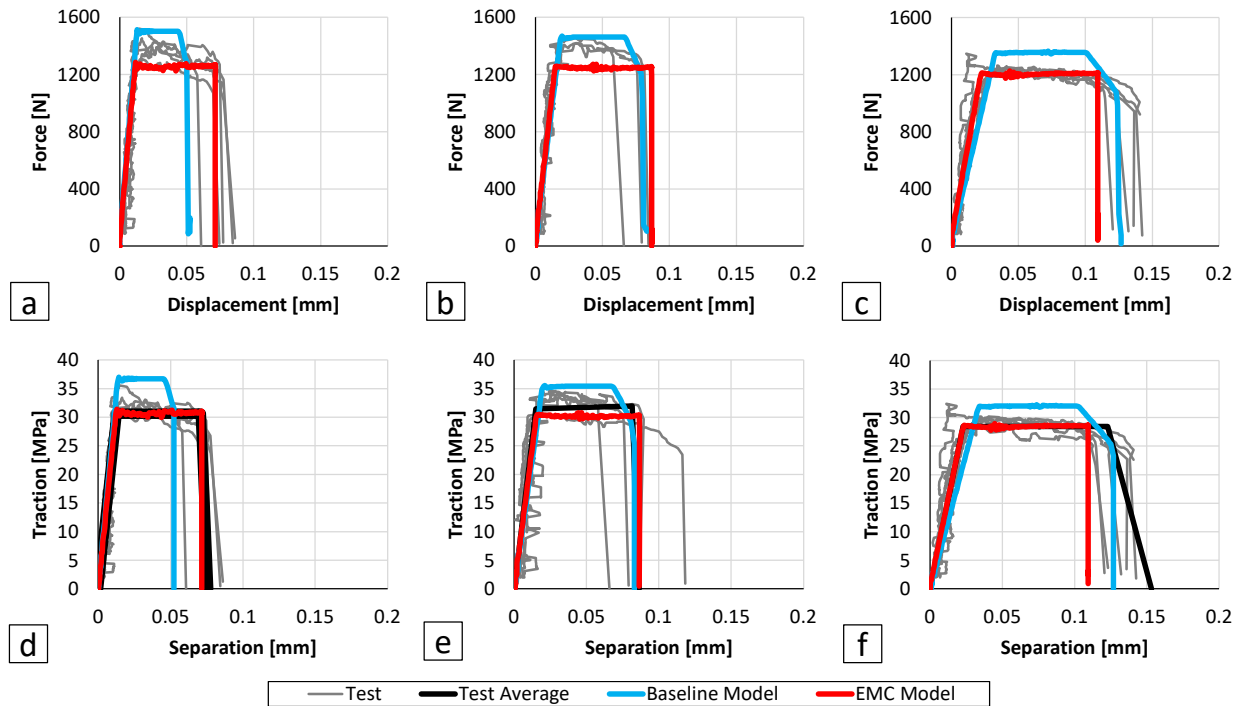 1600 1600 1600
1200 1200 1200
800 800 800
400 400 400
0 0 0
Force [N] Force [N] Force [N]
0 0.05 0.1 0.15 0.2 0 0.05 0.1 0.15 0.2 0 0.05 0.1 0.15 0.2
a Displacement [mm] b Displacement [mm] c Displacement [mm]
40 40 40
35 35 35
30 30 30
25 25 25
20 20 20
15 15 15
10 10 10
5 5 5
0 0 0
Traction [MPa] Traction [MPa] Traction [MPa]
0 0.05 0.1 0.15 0.2 0 0.05 0.1 0.15 0.2 0 0.05 0.1 0.15 0.2
d Separation [mm] e Separation [mm] f Separation [mm]
Test Test Average Baseline Model EMC Model